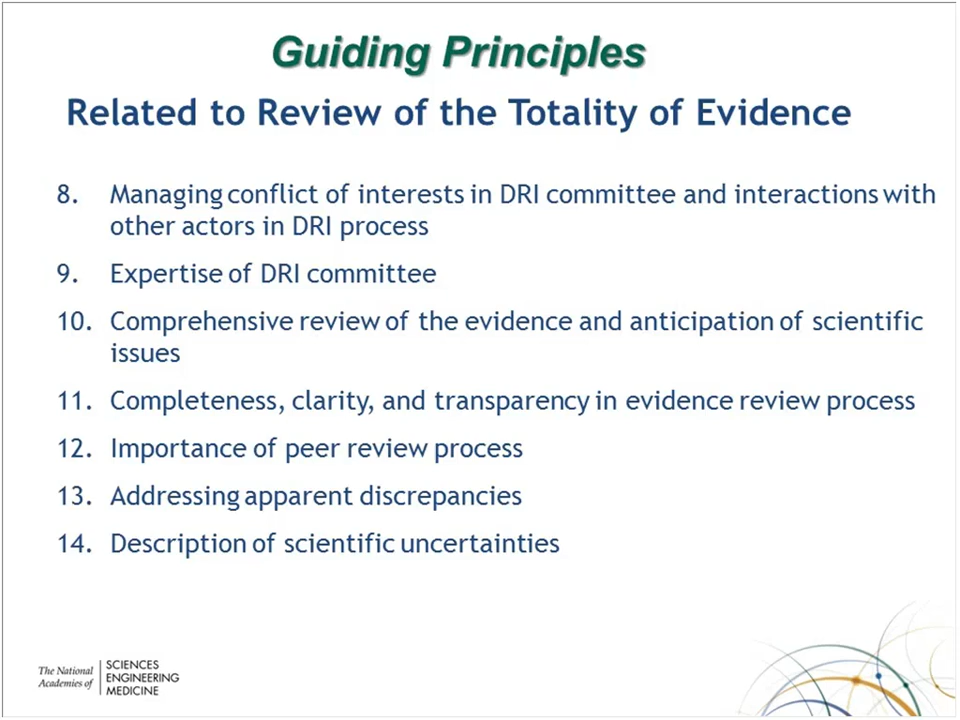 Guiding Principles
Related to Review of the Totality of Evidence
8. Managing conflict of interests in DRI committee and interactions with
other actors in DRI process
9. Expertise of DRI committee
10. Comprehensive review of the evidence and anticipation of scientific
issues
11. Completeness, clarity, and transparency in evidence review process
12. Importance of peer review process
13. Addressing apparent discrepancies
14. Description of scientific uncertainties
The National
Academies of
SCIENCES
ENGINEERING
MEDICINE